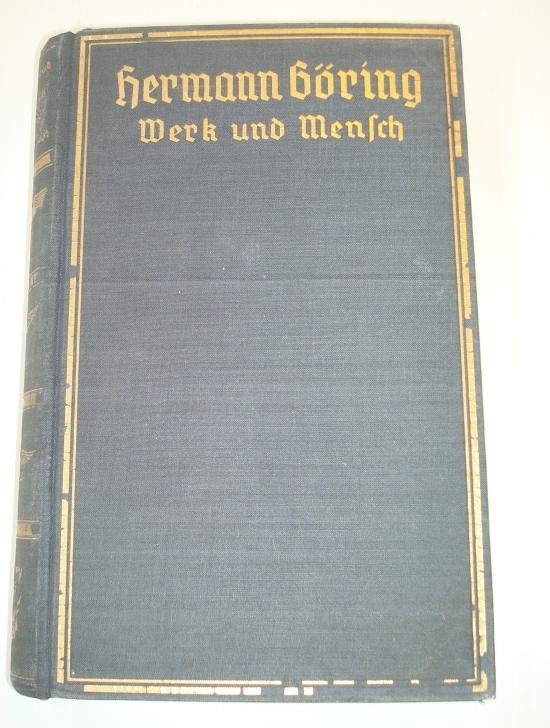 Hermann Göring
Werk und Menſch